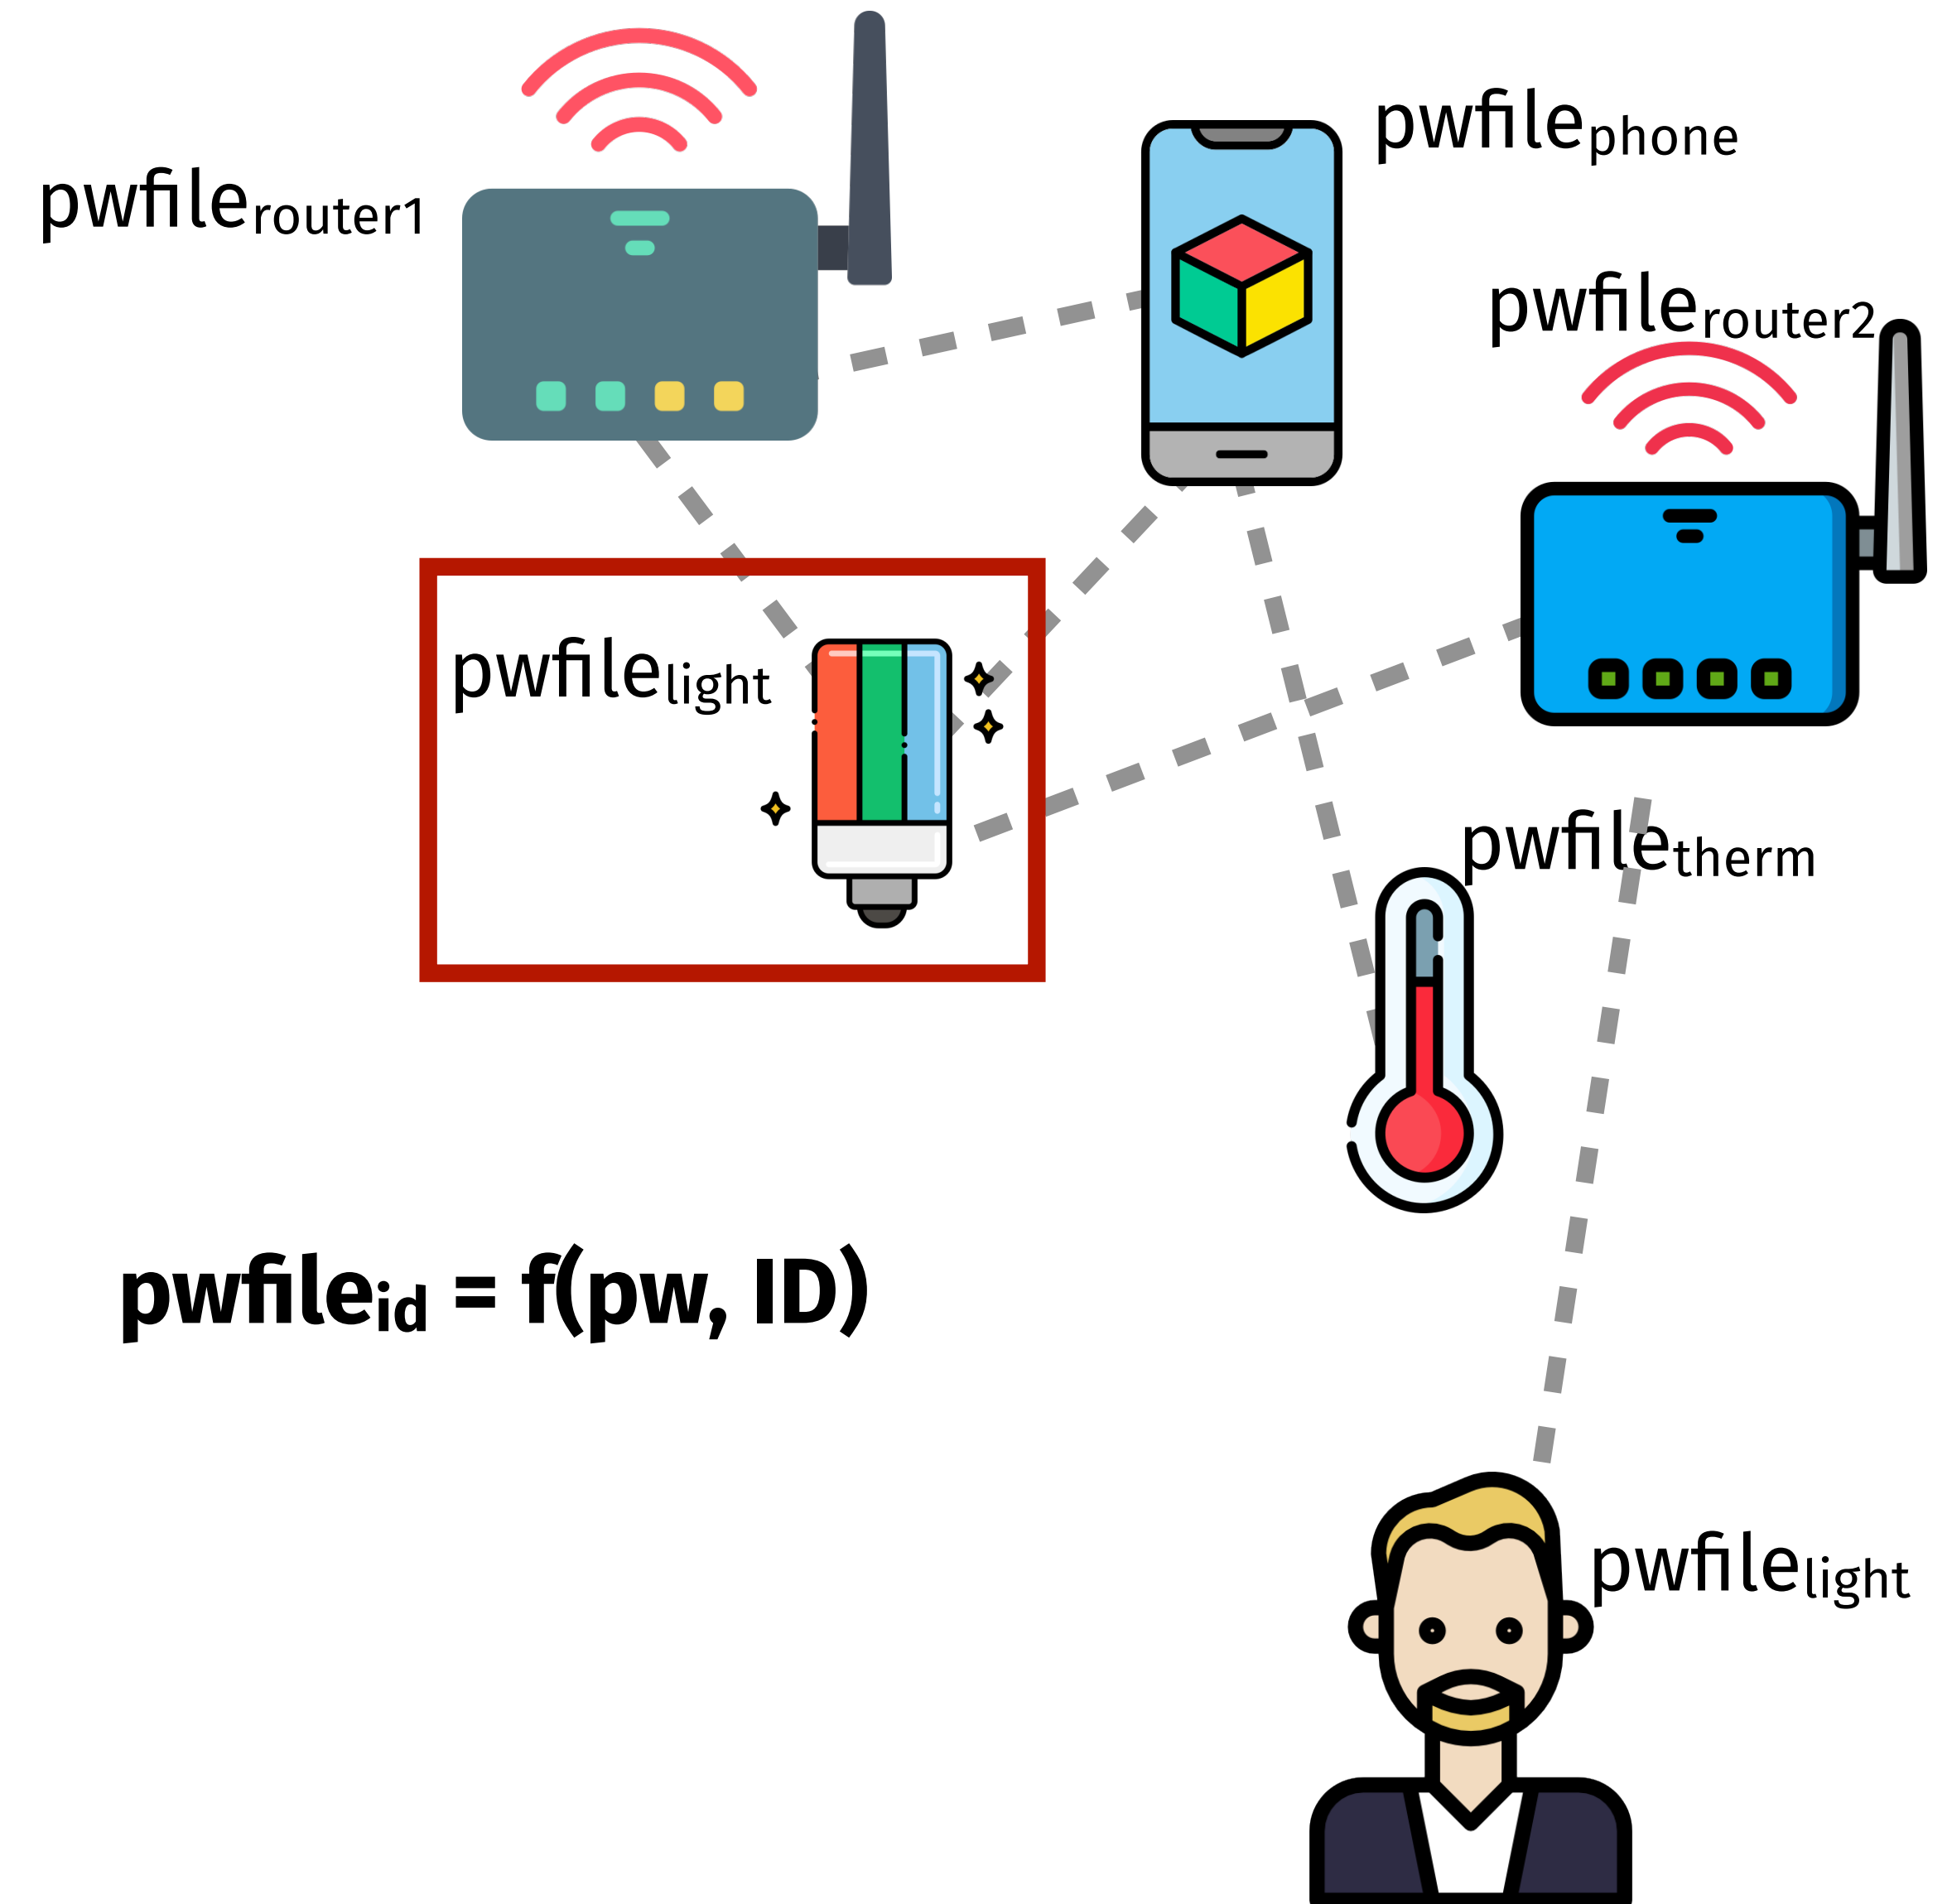 pwfilephone
pwfilerouter1
pwfilerouter2
pwfilelight
pwfiletherm
pwfileid = f(pw, ID)
pwfilelight